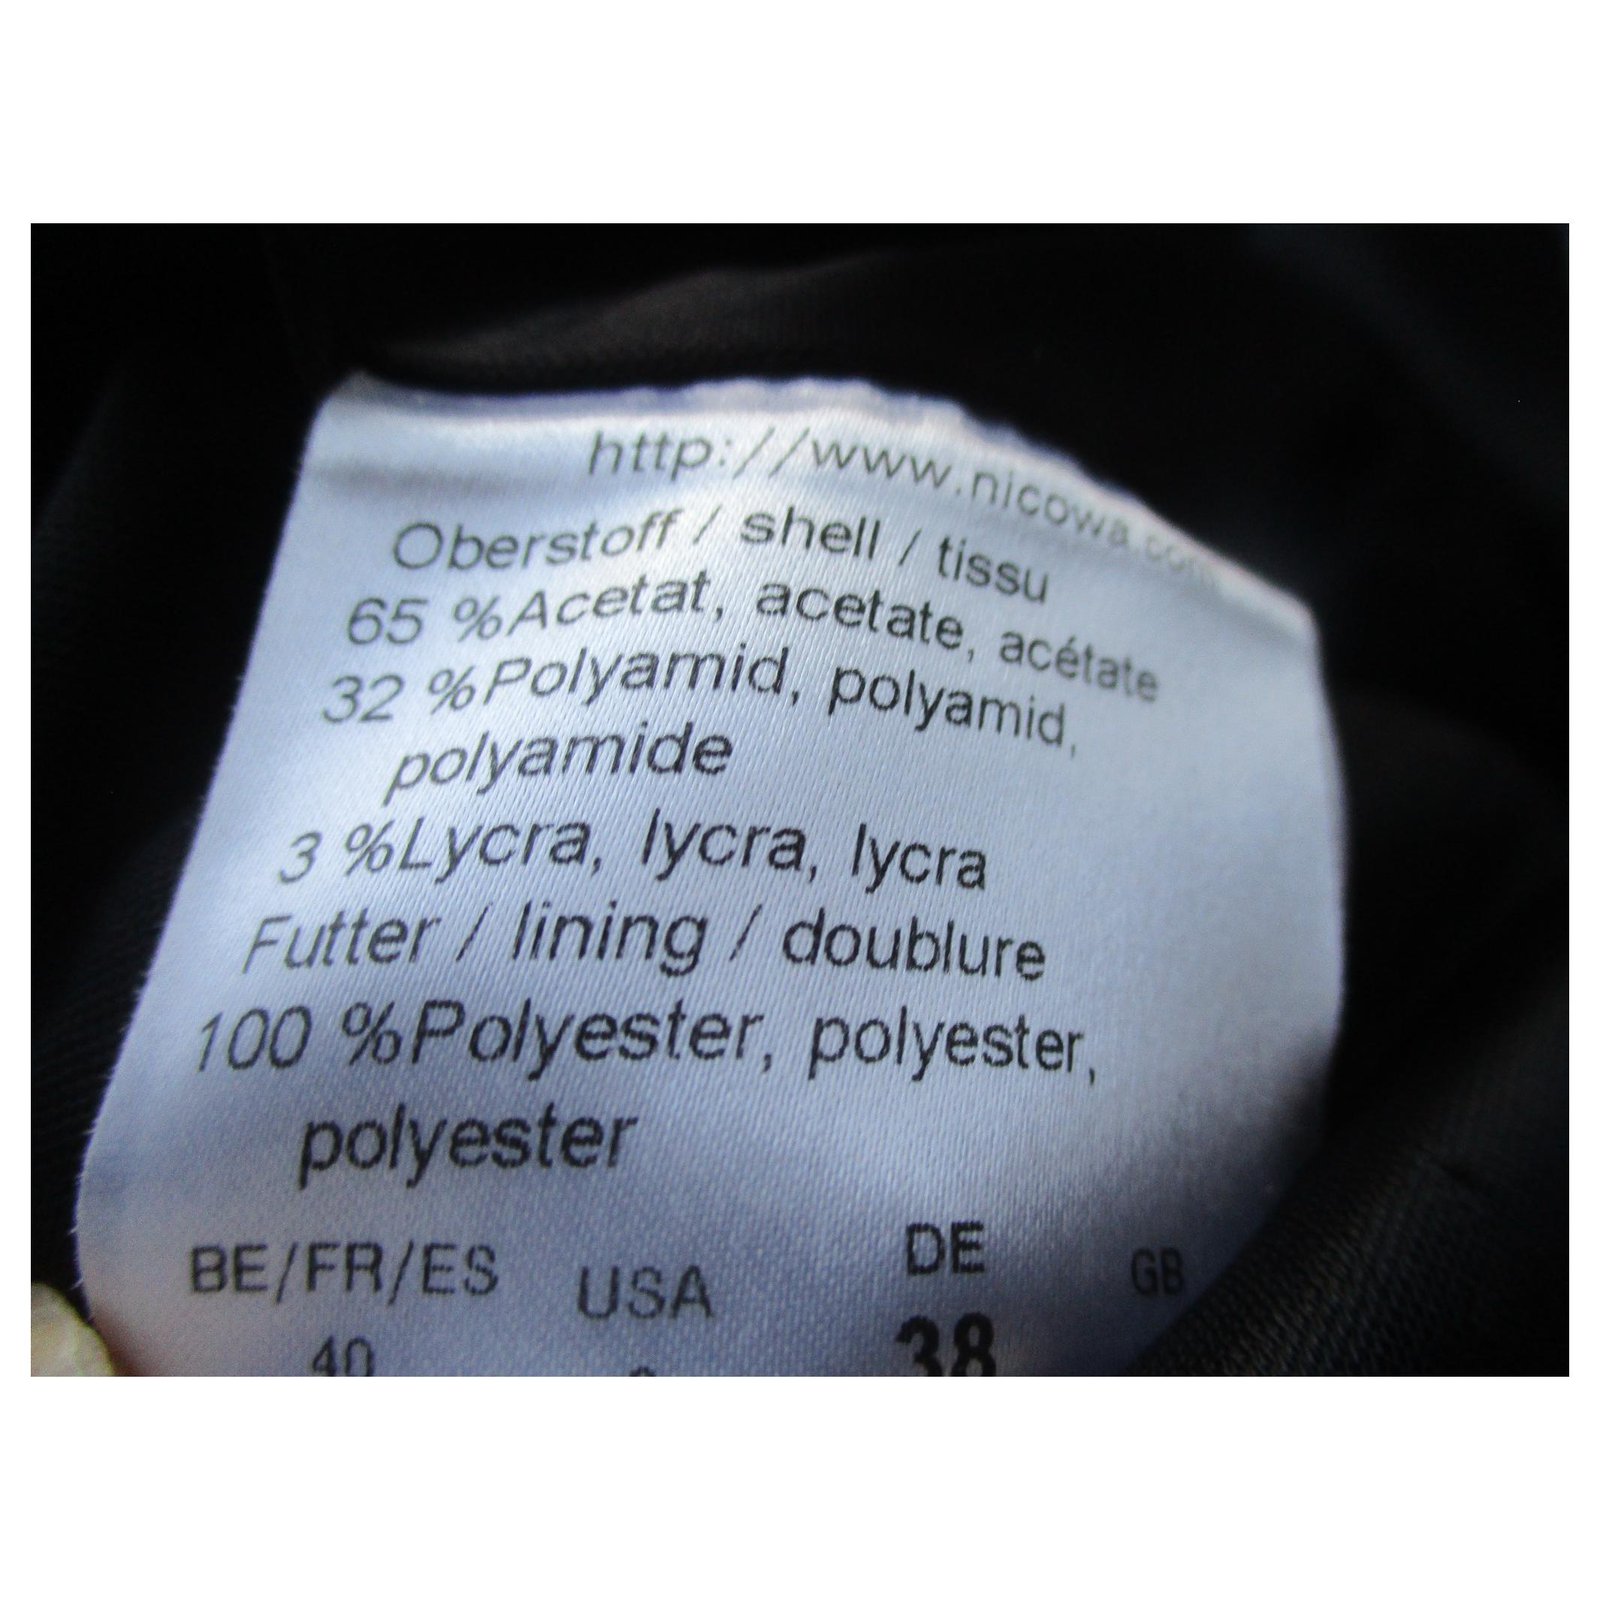 http://www.nicowa.com
Oberstoff / shell / tissu
65 %Acetat, acetate, acétate
32 %Polyamid, polyamid,
polyamide
3 %Lycra, lycra, lycra
Futter / lining / doublure
100 %Polyester, polyester,
polyester
BE/FR/ES USA DE GB
40 38